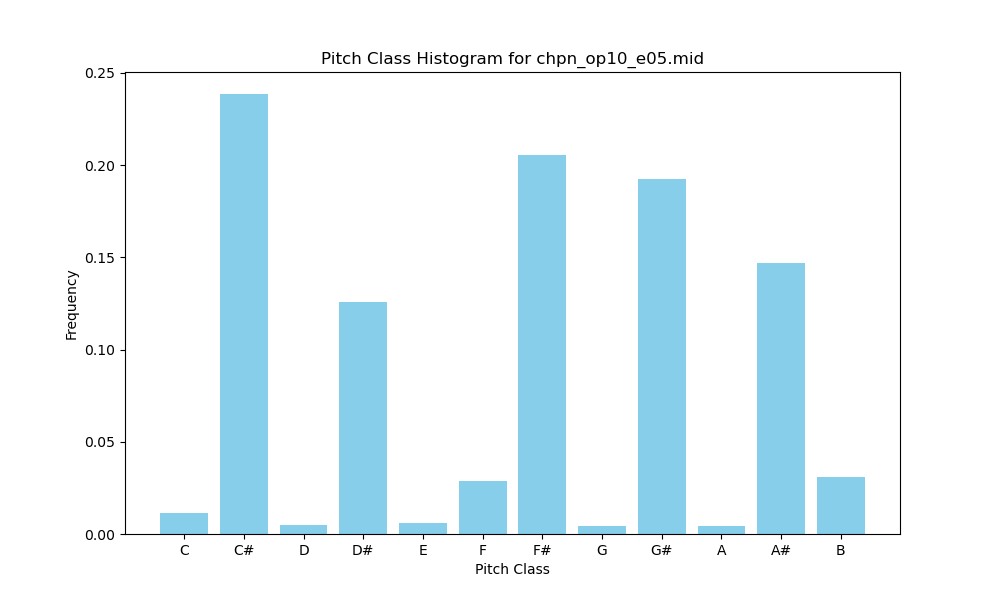 Pitch Class Histogram for chpn_op10_e05.mid
0.25
0.20
0.15
0.10
0.05
0.00
Frequency
C C# D D# E F F# G G# A A# B
Pitch Class